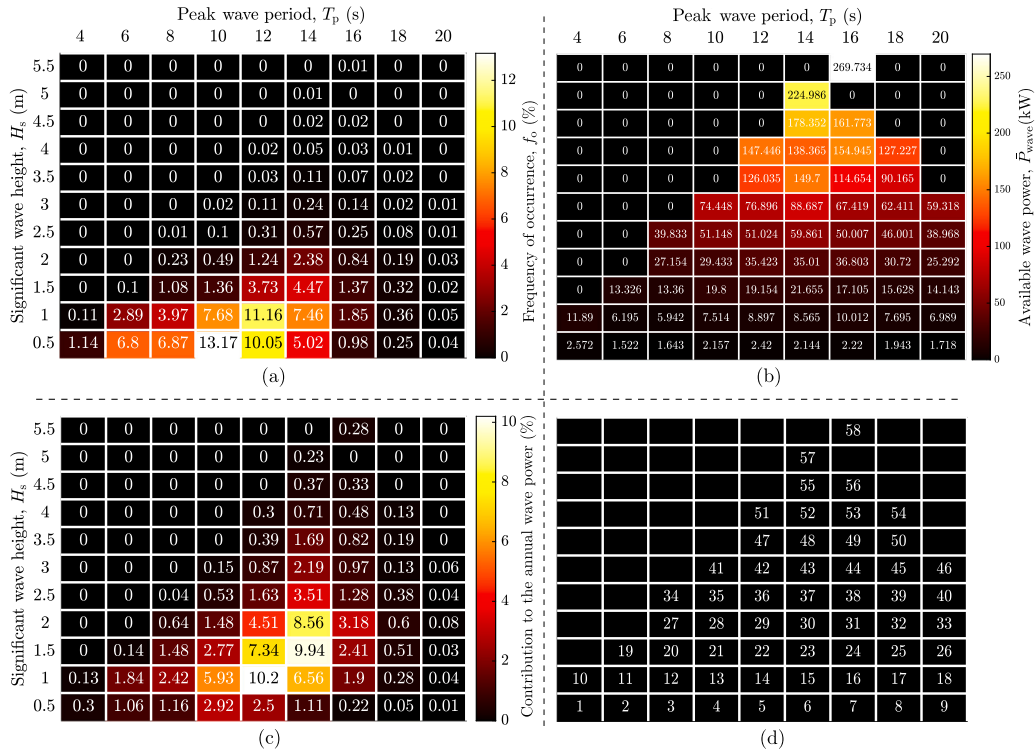 Peak wave period, Tₚ (s)
4 6 8 10 12 14 16 18 20
Significant wave height, Hₛ (m)
5.5 0 0 0 0 0 0 0.01 0 0
5 0 0 0 0 0 0.01 0 0 0
4.5 0 0 0 0 0 0.02 0.02 0 0
4 0 0 0 0 0.02 0.05 0.03 0.01 0
3.5 0 0 0 0 0.03 0.11 0.07 0.02 0
3 0 0 0 0.02 0.11 0.24 0.14 0.02 0.01
2.5 0 0 0.01 0.1 0.31 0.57 0.25 0.08 0.01
2 0 0 0.23 0.49 1.24 2.38 0.84 0.19 0.03
1.5 0 0.1 1.08 1.36 3.73 4.47 1.37 0.32 0.02
1 0.11 2.89 3.97 7.68 11.16 7.46 1.85 0.36 0.05
0.5 1.14 6.8 6.87 13.17 10.05 5.02 0.98 0.25 0.04
12
10
8
6
4
2
0
Frequency of occurrence, fₒ (%)
(a)
Peak wave period, Tₚ (s)
4 6 8 10 12 14 16 18 20
0 0 0 0 0 0 269.734 0 0
0 0 0 0 0 224.986 0 0 0
0 0 0 0 0 178.352 161.773 0 0
0 0 0 0 147.446 138.365 154.945 127.227 0
0 0 0 0 126.035 149.7 114.654 90.165 0
0 0 0 74.448 76.896 88.687 67.419 62.411 59.318
0 0 39.833 51.148 51.024 59.861 50.007 46.001 38.968
0 0 27.154 29.433 35.423 35.01 36.803 30.72 25.292
0 13.326 13.36 19.8 19.154 21.655 17.105 15.628 14.143
11.89 6.195 5.942 7.514 8.897 8.565 10.012 7.695 6.989
2.572 1.522 1.643 2.157 2.42 2.144 2.22 1.943 1.718
250
200
150
100
50
0
Available wave power, P̄wave(kW)
(b)
Significant wave height, Hₛ (m)
5.5 0 0 0 0 0 0 0.28 0 0
5 0 0 0 0 0 0.23 0 0 0
4.5 0 0 0 0 0 0.37 0.33 0 0
4 0 0 0 0 0.3 0.71 0.48 0.13 0
3.5 0 0 0 0 0.39 1.69 0.82 0.19 0
3 0 0 0 0.15 0.87 2.19 0.97 0.13 0.06
2.5 0 0 0.04 0.53 1.63 3.51 1.28 0.38 0.04
2 0 0 0.64 1.48 4.51 8.56 3.18 0.6 0.08
1.5 0 0.14 1.48 2.77 7.34 9.94 2.41 0.51 0.03
1 0.13 1.84 2.42 5.93 10.2 6.56 1.9 0.28 0.04
0.5 0.3 1.06 1.16 2.92 2.5 1.11 0.22 0.05 0.01
10
8
6
4
2
0
Contribution to the annual wave power (%)
(c)
58
57
55 56
51 52 53 54
47 48 49 50
41 42 43 44 45 46
34 35 36 37 38 39 40
27 28 29 30 31 32 33
19 20 21 22 23 24 25 26
10 11 12 13 14 15 16 17 18
1 2 3 4 5 6 7 8 9
(d)